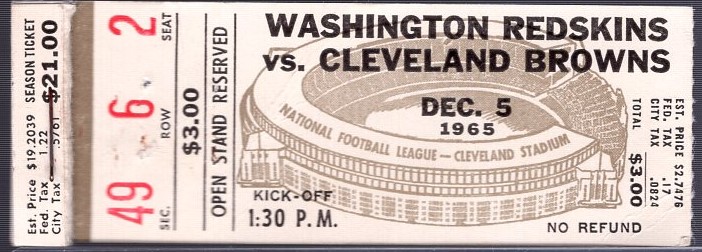 SEASON TICKET
$21.00
Est. Price $19.2039
Fed. Tax 1.22
City Tax .5761
49 6 2
SEC. ROW SEAT
$3.00
OPEN STAND RESERVED
WASHINGTON REDSKINS
vs. CLEVELAND BROWNS
DEC. 5
1965
NATIONAL FOOTBALL LEAGUE — CLEVELAND STADIUM
KICK-OFF
1:30 P.M.
EST. PRICE $2.7476
FED. TAX .17
CITY TAX .0824
TOTAL $3.00
NO REFUND